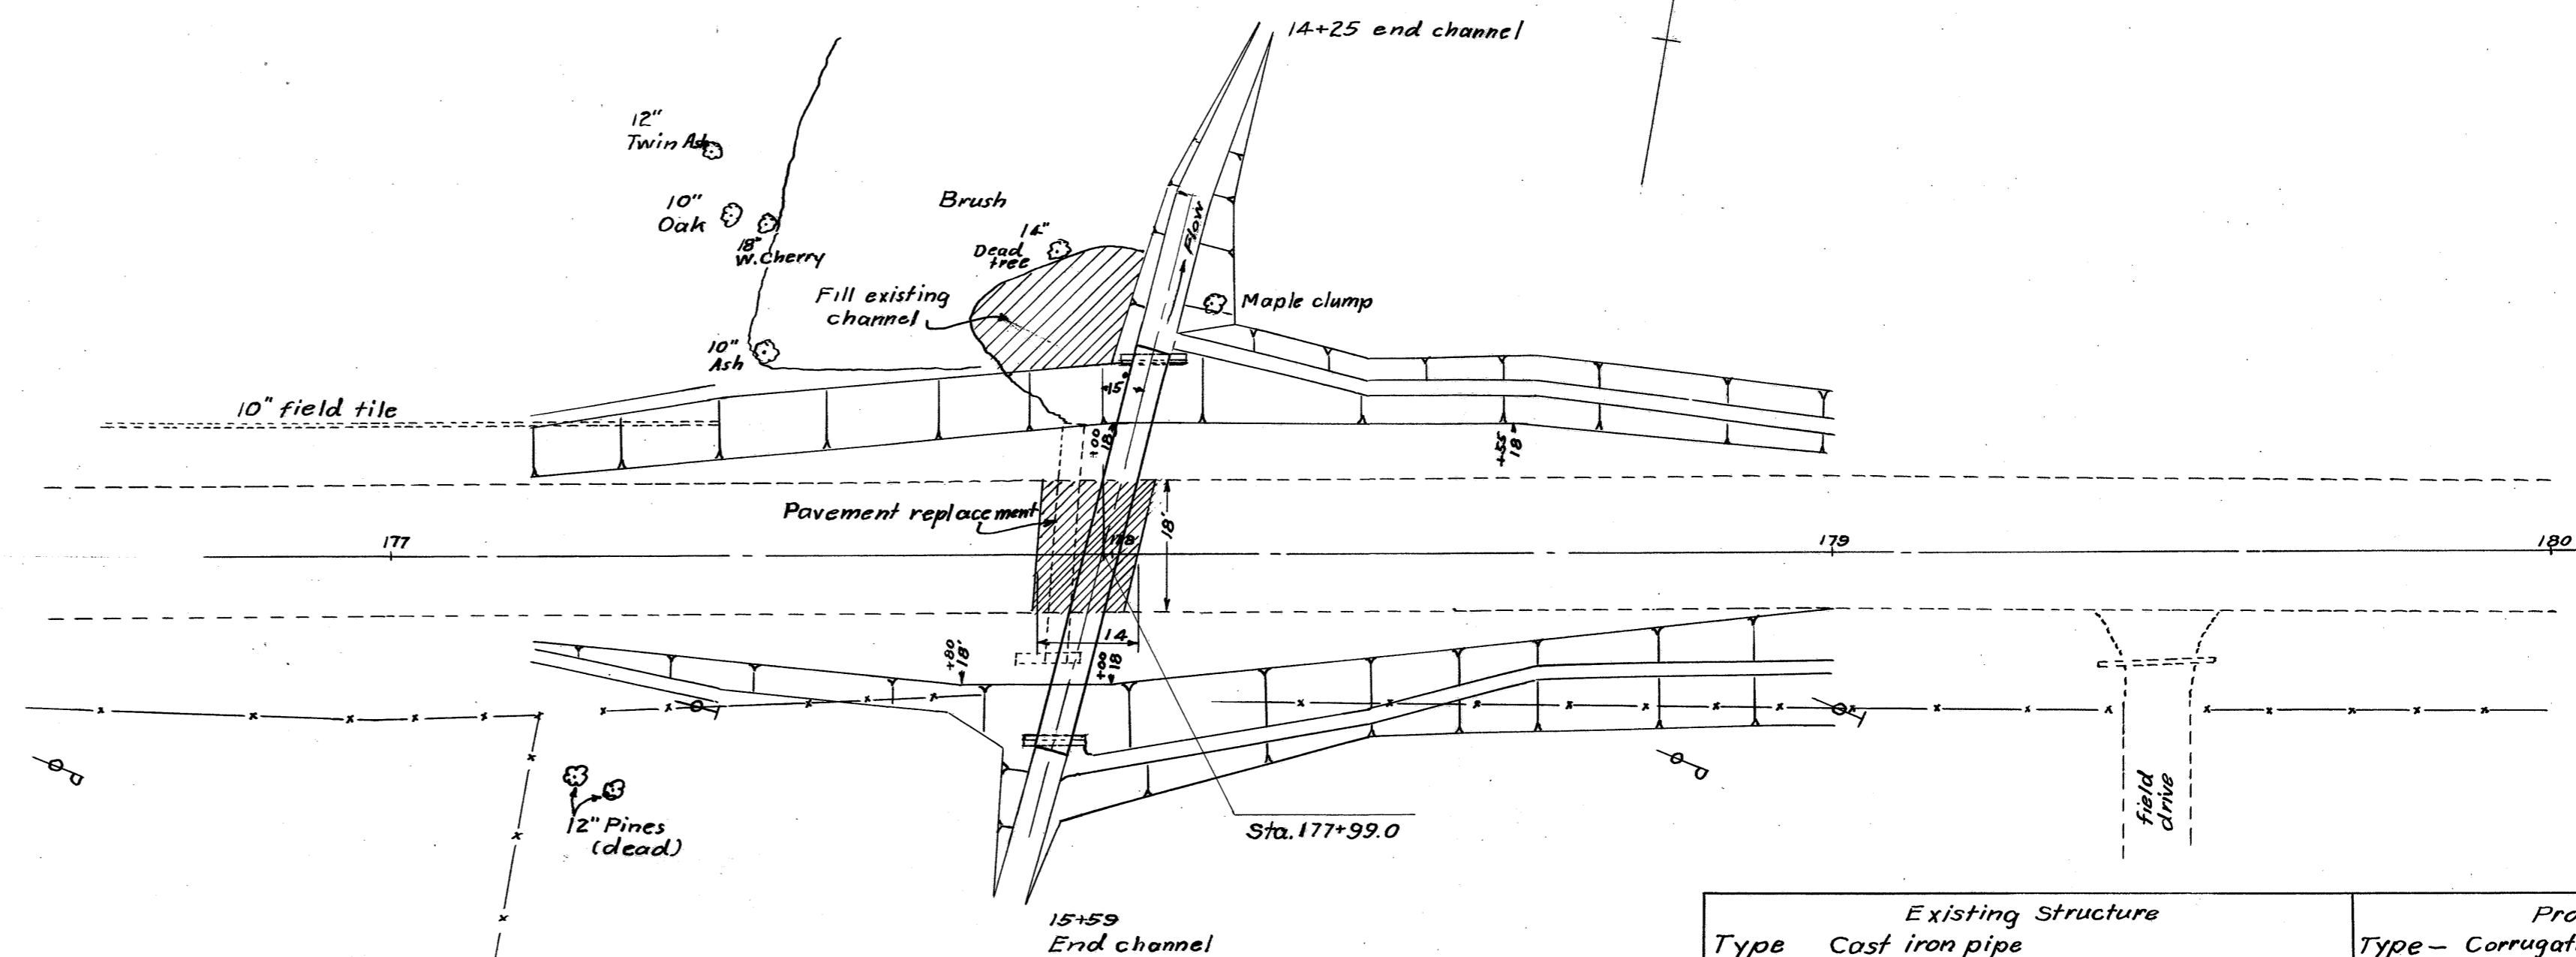 14+25 end channel
12"
Twin Ash
10"
Oak
18"
W. Cherry
Brush
14"
Dead
tree
Flow
Fill existing
channel
Maple clump
10"
Ash
15°
10" field tile
+00
18'
+55
18'
Pavement replacement
18'
177
178
179
180
14
+80
18'
+00
18
12" Pines
(dead)
Sta. 177+99.0
field
drive
15+59
End channel
Existing Structure
Type Cast iron pipe
Type – Corrugat